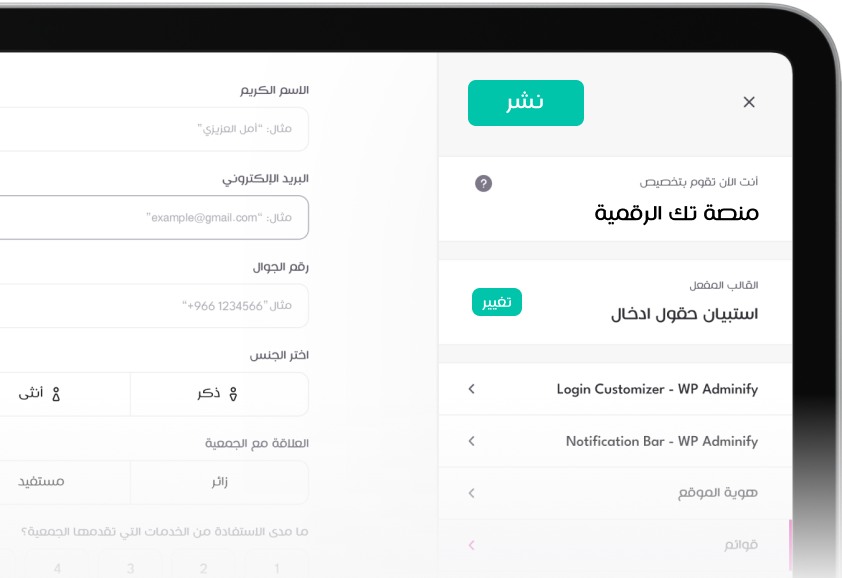 نشر
أنت الآن تقوم بتخصيص
منصة تك الرقمية
القالب المفعل
استبيان حقول ادخال
تغيير
Login Customizer - WP Adminify
Notification Bar - WP Adminify
هوية الموقع
قوائم
الاسم الكريم
مثال: "أمل العزيزي"
البريد الإلكتروني
مثال: "example@gmail.com"
رقم الجوال
مثال"1234566 966+"
اختر الجنس
ذكر أنثى
العلاقة مع الجمعية
زائر مستفيد
ما مدى الاستفادة من الخدمات التي تقدمها الجمعية؟
1 2 3 4